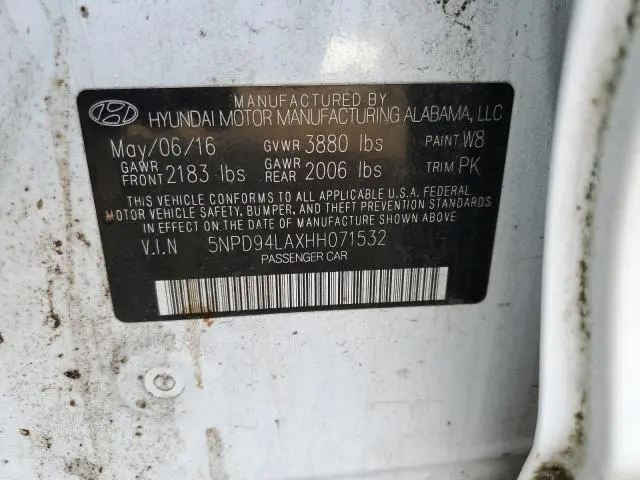 MANUFACTURED BY
HYUNDAI MOTOR MANUFACTURING ALABAMA, LLC
May/06/16 GVWR 3880 lbs PAINT W8
GAWR FRONT 2183 lbs GAWR REAR 2006 lbs TRIM PK
THIS VEHICLE CONFORMS TO ALL APPLICABLE U.S.A. FEDERAL
MOTOR VEHICLE SAFETY, BUMPER, AND THEFT PREVENTION STANDARDS
IN EFFECT ON THE DATE OF MANUFACTURE SHOWN ABOVE.
V.I.N 5NPD94LAXHH071532
PASSENGER CAR